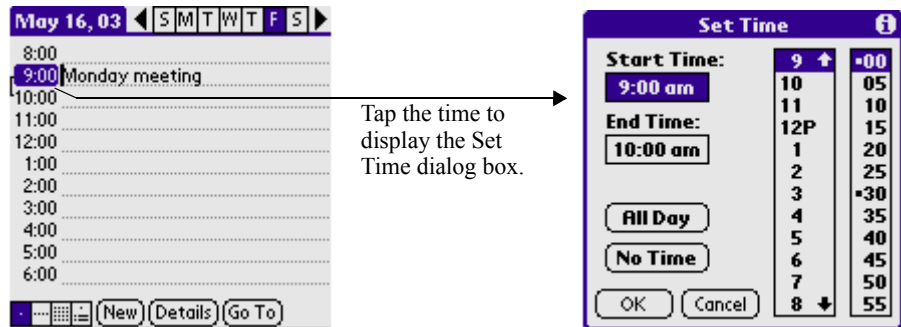 May 16, 03 S M T W T F S
8:00
9:00 Monday meeting
10:00
11:00
12:00
1:00
2:00
3:00
4:00
5:00
6:00
New Details Go To
Tap the time to
display the Set
Time dialog box.
Set Time i
Start Time:
9:00 am
End Time:
10:00 am
All Day
No Time
OK Cancel
9
10
11
12P
1
2
3
4
5
6
7
8
00
05
10
15
20
25
30
35
40
45
50
55